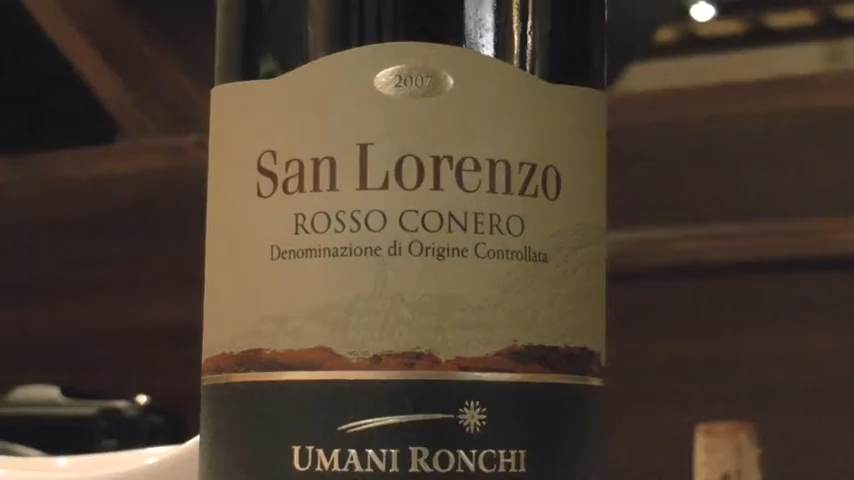 2007
San Lorenzo
ROSSO CONERO
Denominazione di Origine Controllata
UMANI RONCHI